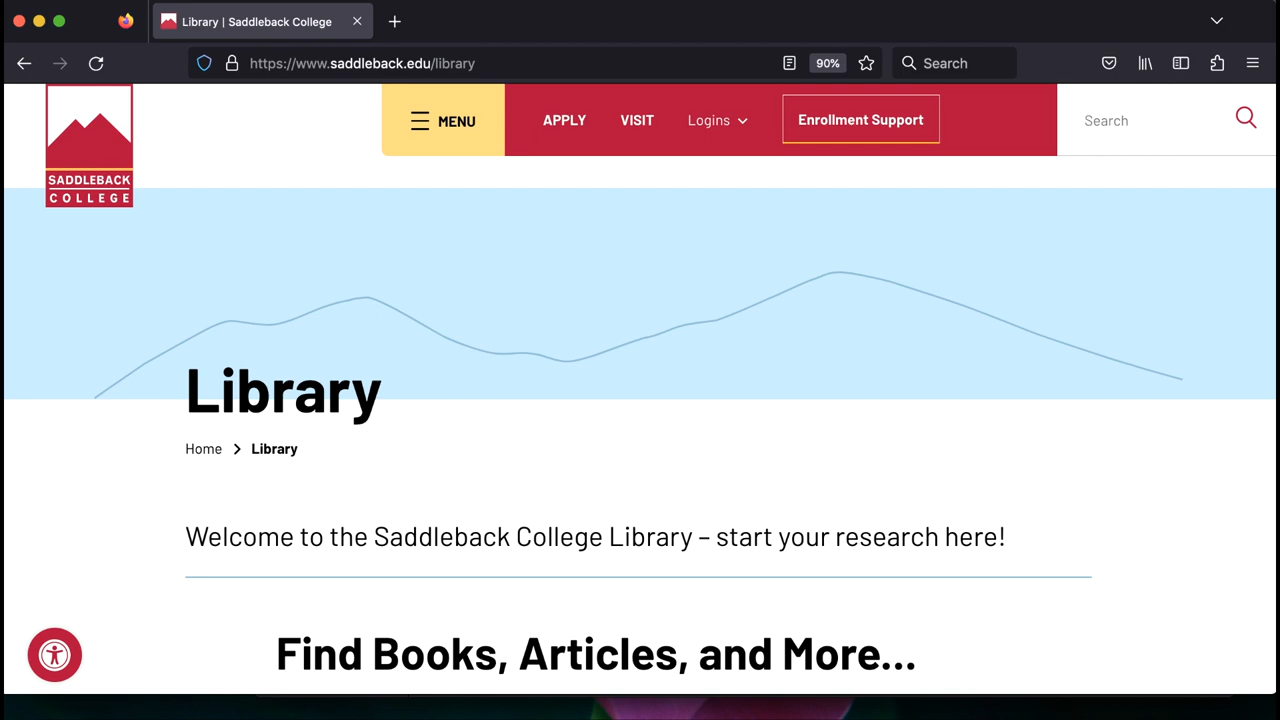 Library | Saddleback College
https://www.saddleback.edu/library
90%
Search
SADDLEBACK
COLLEGE
MENU
APPLY
VISIT
Logins
Enrollment Support
Search
Library
Home
Library
Welcome to the Saddleback College Library – start your research here!
Find Books, Articles, and More...